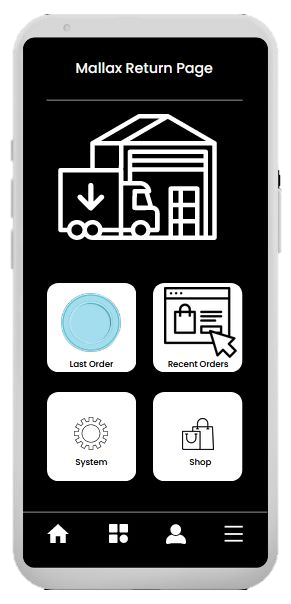 Mallax Return Page
Last Order
Recent Orders
System
Shop